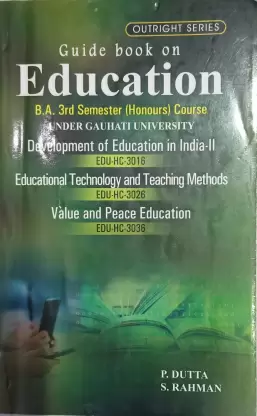 OUTRIGHT SERIES
Guide book on
Education
B.A. 3rd Semester (Honours) Course
UNDER GAUHATI UNIVERSITY
Development of Education in India-II
EDU-HC-3016
Educational Technology and Teaching Methods
EDU-HC-3026
Value and Peace Education
EDU-HC-3036
P. DUTTA
S. RAHMAN